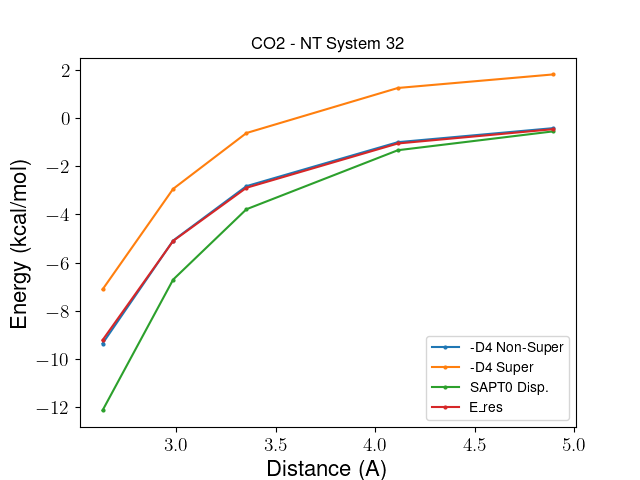 CO2 - NT System 32
Energy (kcal/mol)
2
0
−2
−4
−6
−8
−10
−12
-D4 Non-Super
-D4 Super
SAPT0 Disp.
E_res
3.0 3.5 4.0 4.5 5.0
Distance (A)